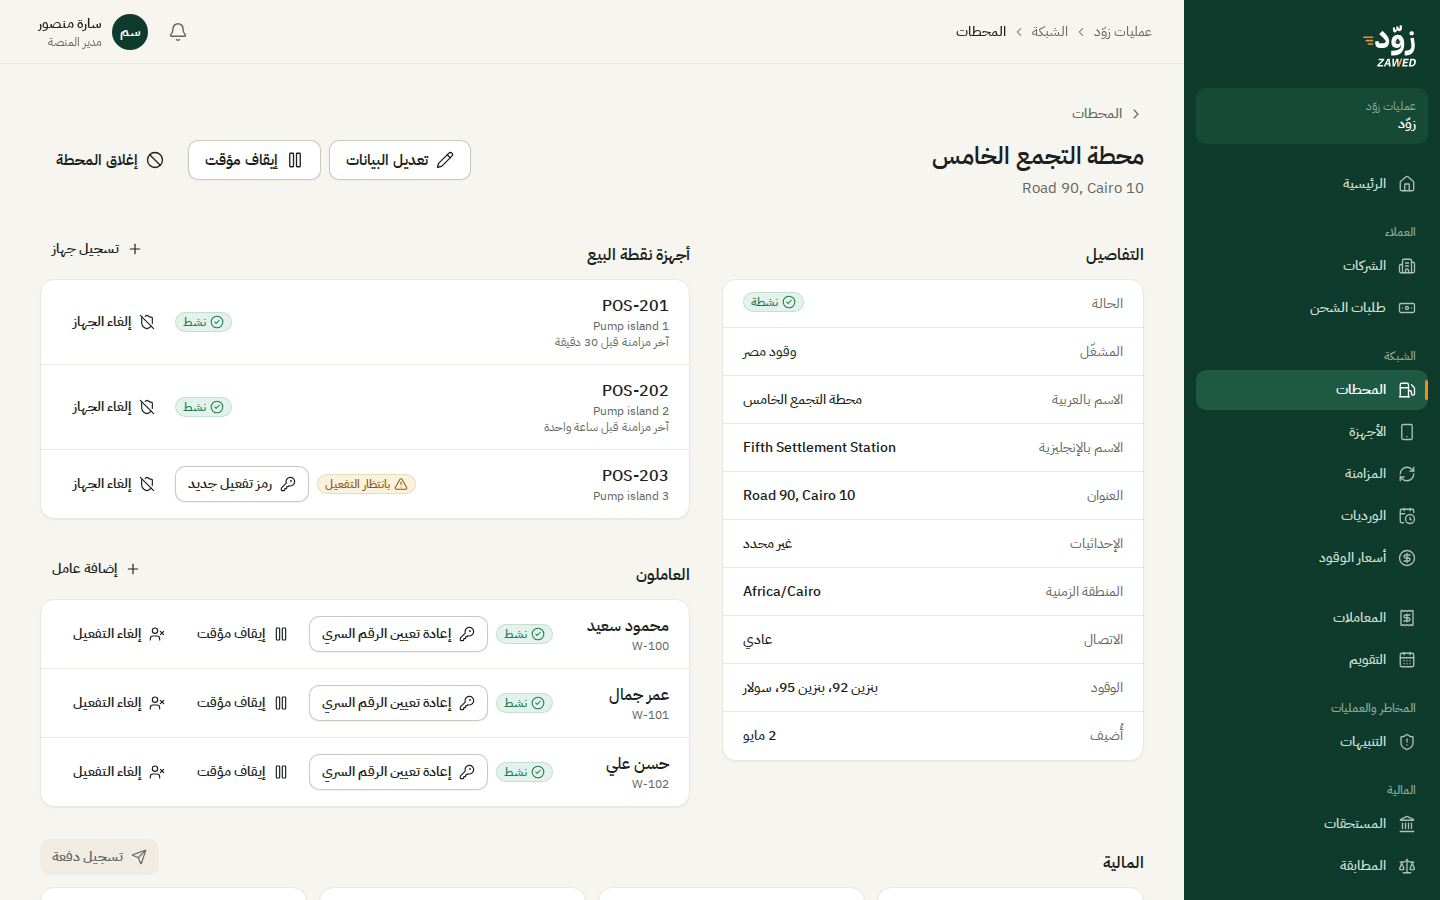 زوّد
ZAWED
عمليات زوّد
زوّد
الرئيسية
العملاء
الشركات
طلبات الشحن
الشبكة
المحطات
الأجهزة
المزامنة
الورديات
أسعار الوقود
المعاملات
التقويم
المخاطر والعمليات
التنبيهات
المالية
المستحقات
المطابقة
عمليات زوّد
الشبكة
المحطات
سارة منصور
مدير المنصة
سم
المحطات
محطة التجمع الخامس
Road 90, Cairo 10
تعديل البيانات
إيقاف مؤقت
إغلاق المحطة
التفاصيل
الحالة
نشطة
المشغّل
وقود مصر
الاسم بالعربية
محطة التجمع الخامس
الاسم بالإنجليزية
Fifth Settlement Station
العنوان
Road 90, Cairo 10
الإحداثيات
غير محدد
المنطقة الزمنية
Africa/Cairo
الاتصال
عادي
الوقود
بنزين 92، بنزين 95، سولار
أُضيف
2 مايو
أجهزة نقطة البيع
تسجيل جهاز
POS-201
Pump island 1
آخر مزامنة قبل 30 دقيقة
نشط
إلغاء الجهاز
POS-202
Pump island 2
آخر مزامنة قبل ساعة واحدة
نشط
إلغاء الجهاز
POS-203
Pump island 3
بانتظار التفعيل
رمز تفعيل جديد
إلغاء الجهاز
العاملون
إضافة عامل
محمود سعيد
W-100
نشط
إعادة تعيين الرقم السري
إيقاف مؤقت
إلغاء التفعيل
عمر جمال
W-101
نشط
إعادة تعيين الرقم السري
إيقاف مؤقت
إلغاء التفعيل
حسن علي
W-102
نشط
إعادة تعيين الرقم السري
إيقاف مؤقت
إلغاء التفعيل
المالية
تسجيل دفعة